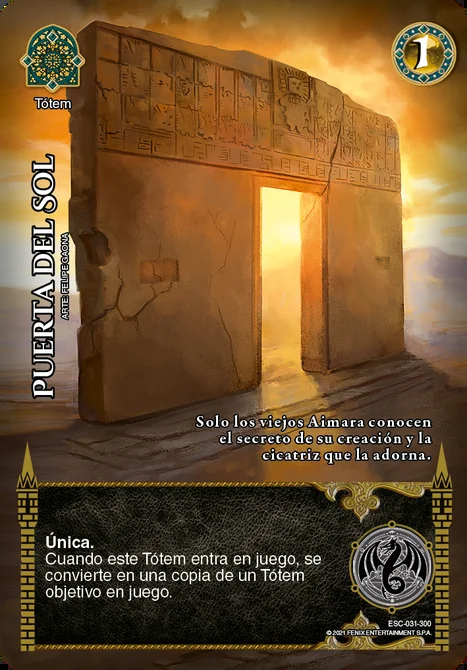 1
Tótem
PUERTA DEL SOL
ARTE: FELIPE GAONA
Solo los viejos Aimara conocen
el secreto de su creación y la
cicatriz que la adorna.
Única.
Cuando este Tótem entra en juego, se
convierte en una copia de un Tótem
objetivo en juego.
ESC-031-300
© 2021 FENIX ENTERTAINMENT S.P.A.